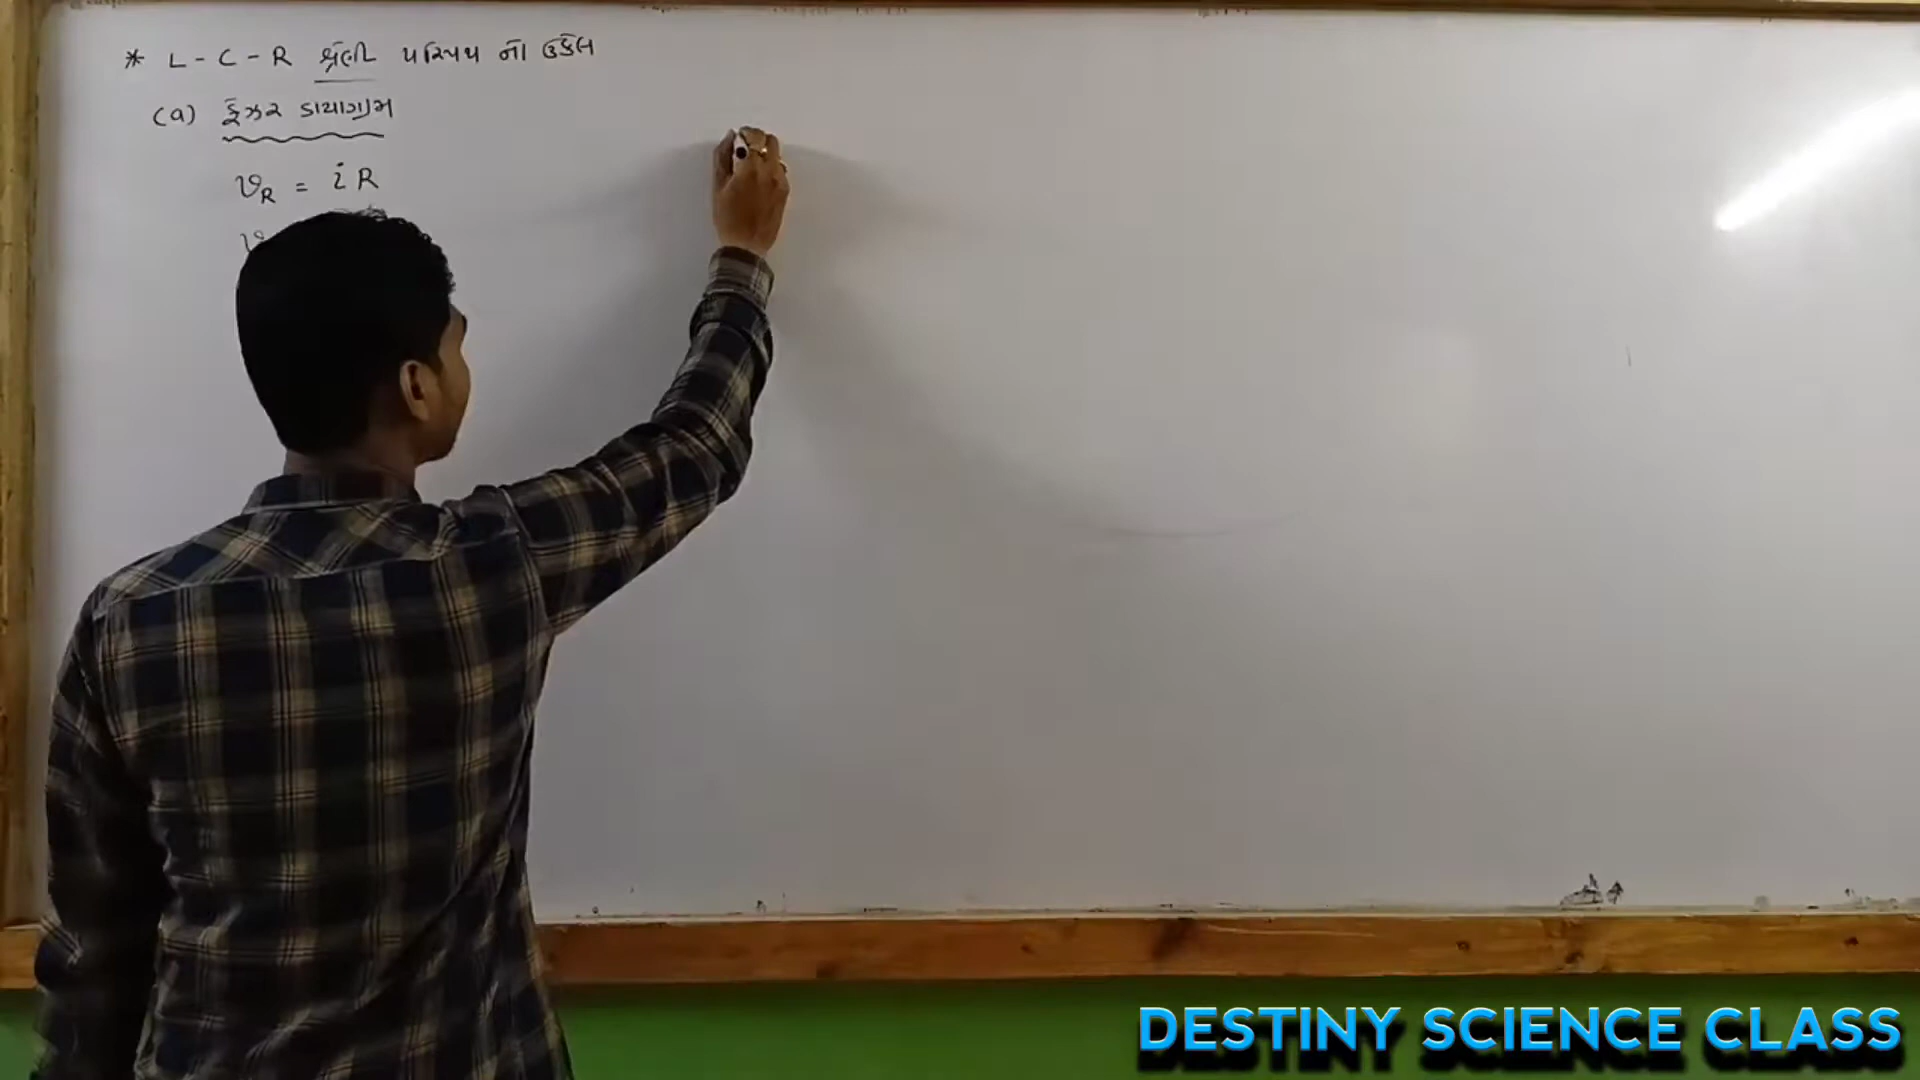 * L - C - R શ્રેણી પરિપથ નો ઉકેલ
(a) ફેઝર ડાયાગ્રામ
v_R = i R
v
DESTINY SCIENCE CLASS